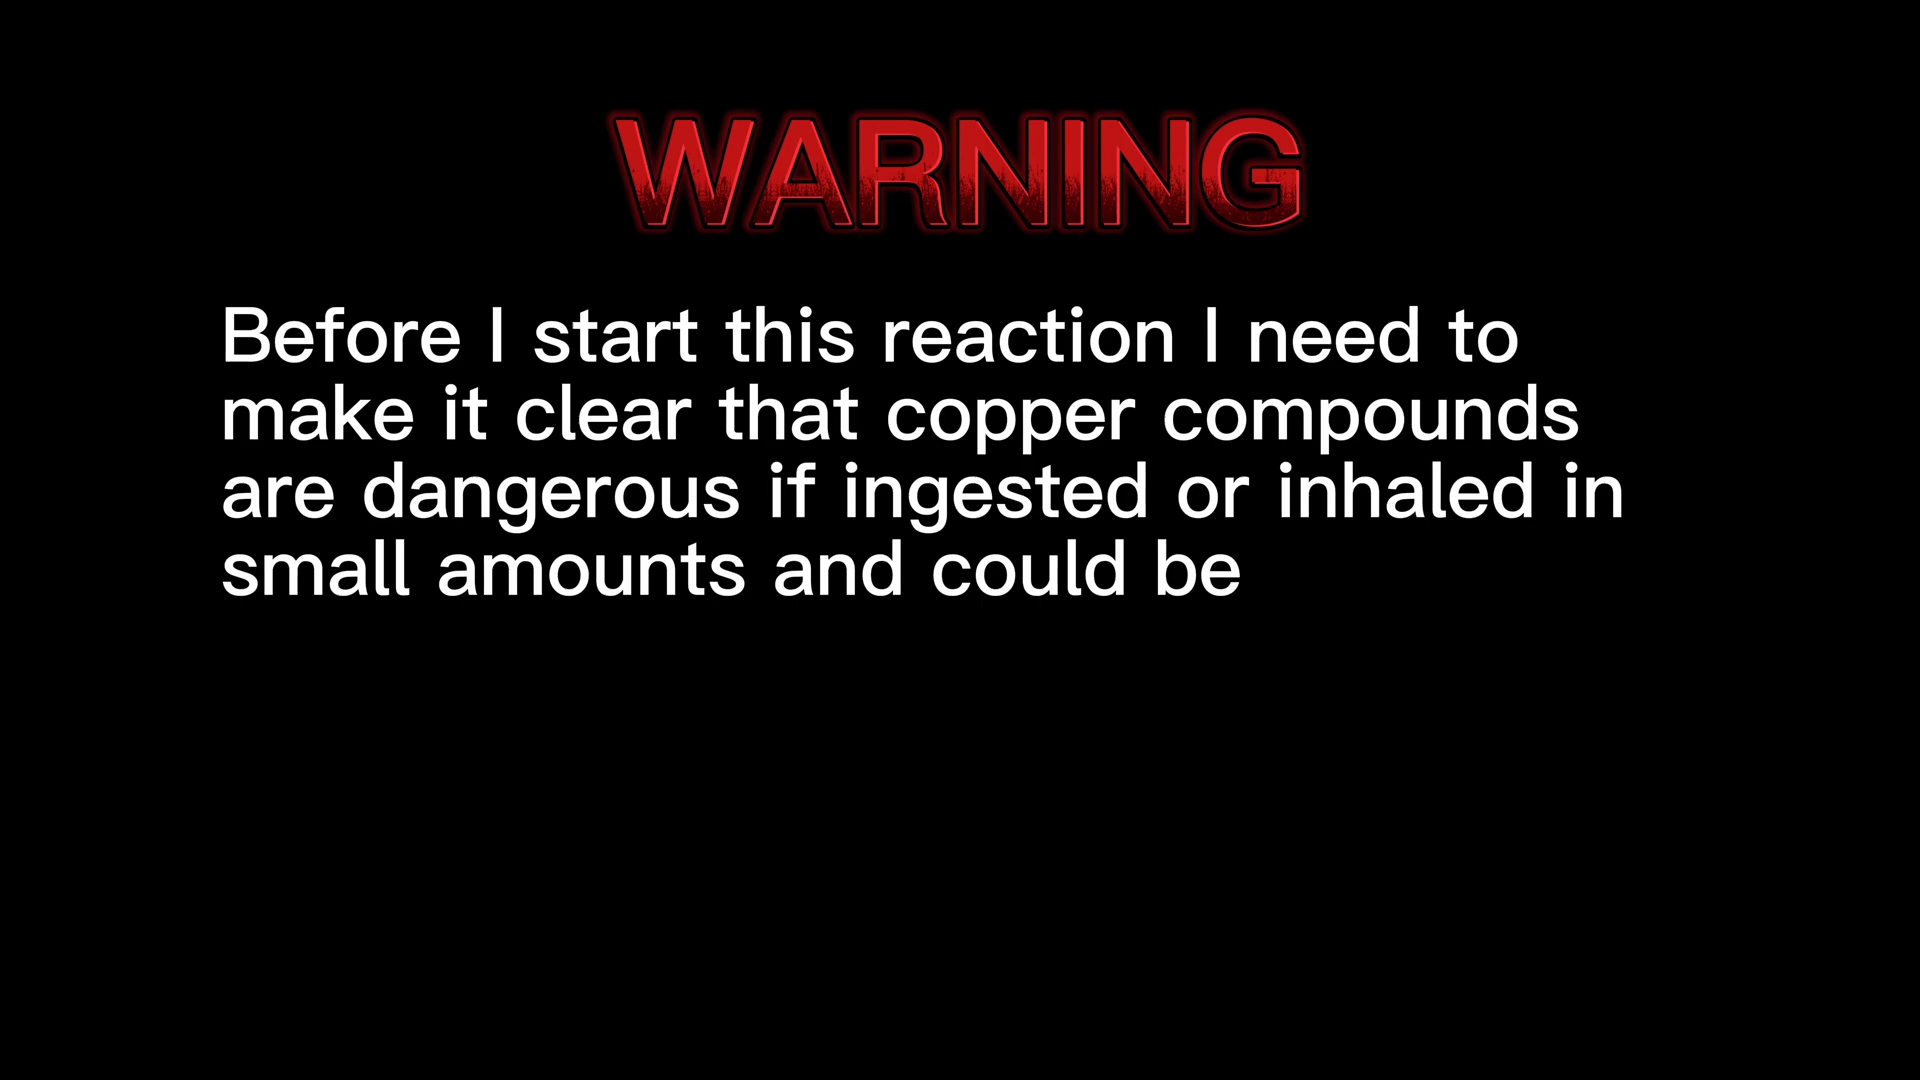 WARNING
Before I start this reaction I need to
make it clear that copper compounds
are dangerous if ingested or inhaled in
small amounts and could be